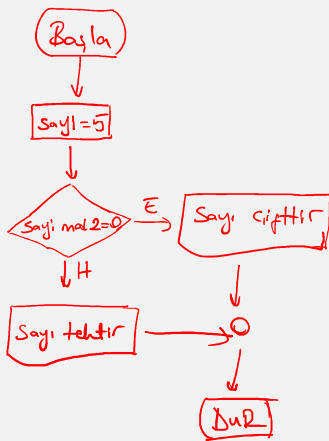 Başla
sayı=5
sayı mod 2=0
E
Sayı çifttir
H
Sayı tektir
DUR